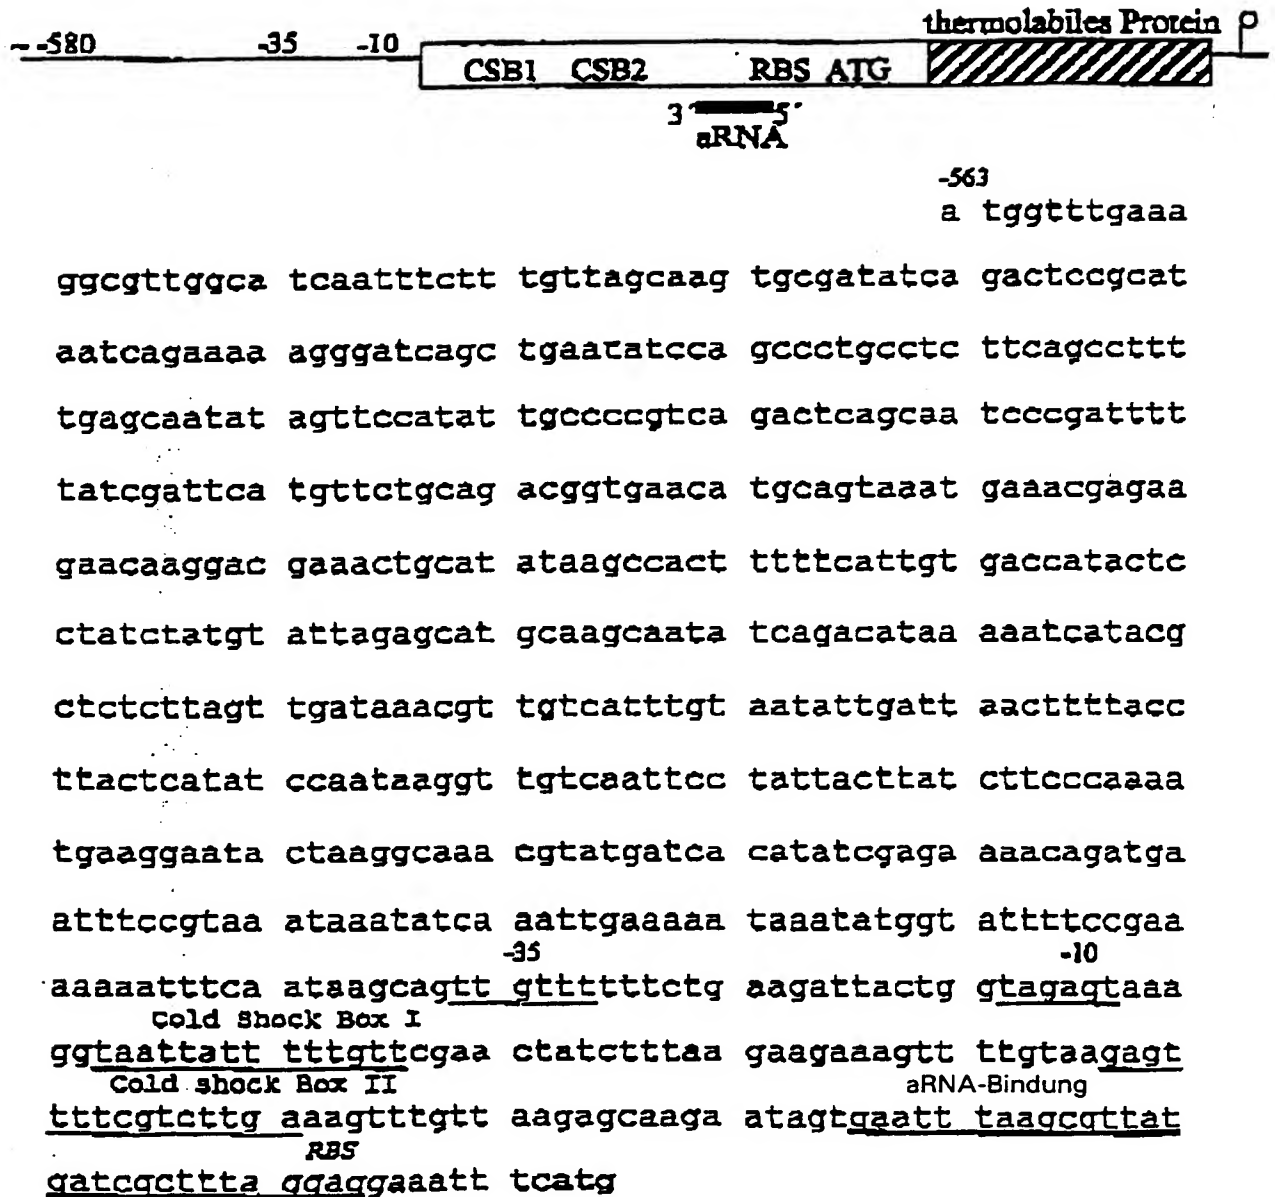 thermolabiles Protein
~ -580 -35 -10
CSB1 CSB2 RBS ATG
3´ 5´
aRNA
-563
a tggtttgaaa
ggcgttggca tcaatttctt tgttagcaag tgcgatatca gactccgcat
aatcagaaaa agggatcagc tgaatatcca gccctgcctc ttcagccttt
tgagcaatat agttccatat tgccccgtca gactcagcaa tcccgatttt
tatcgattca tgttctgcag acggtgaaca tgcagtaaat gaaacgagaa
gaacaaggac gaaactgcat ataagccact ttttcattgt gaccatactc
ctatctatgt attagagcat gcaagcaata tcagacataa aaatcatacg
ctctcttagt tgataaacgt tgtcatttgt aatattgatt aacttttacc
ttactcatat ccaataaggt tgtcaattcc tattacttat cttcccaaaa
tgaaggaata ctaaggcaaa cgtatgatca catatcgaga aaacagatga
atttccgtaa ataaatatca aattgaaaaa taaatatggt attttccgaa
-35 -10
aaaaatttca ataagcagtt gttttttctg aagattactg gtagagtaaa
Cold Shock Box I
ggtaattatt tttgttcgaa ctatctttaa gaagaaagtt ttgtaagagt
Cold shock Box II aRNA-Bindung
tttcgtcttg aaagtttgtt aagagcaaga atagtgaatt taagcgttat
RBS
gatcgcttta ggaggaaatt tcatg